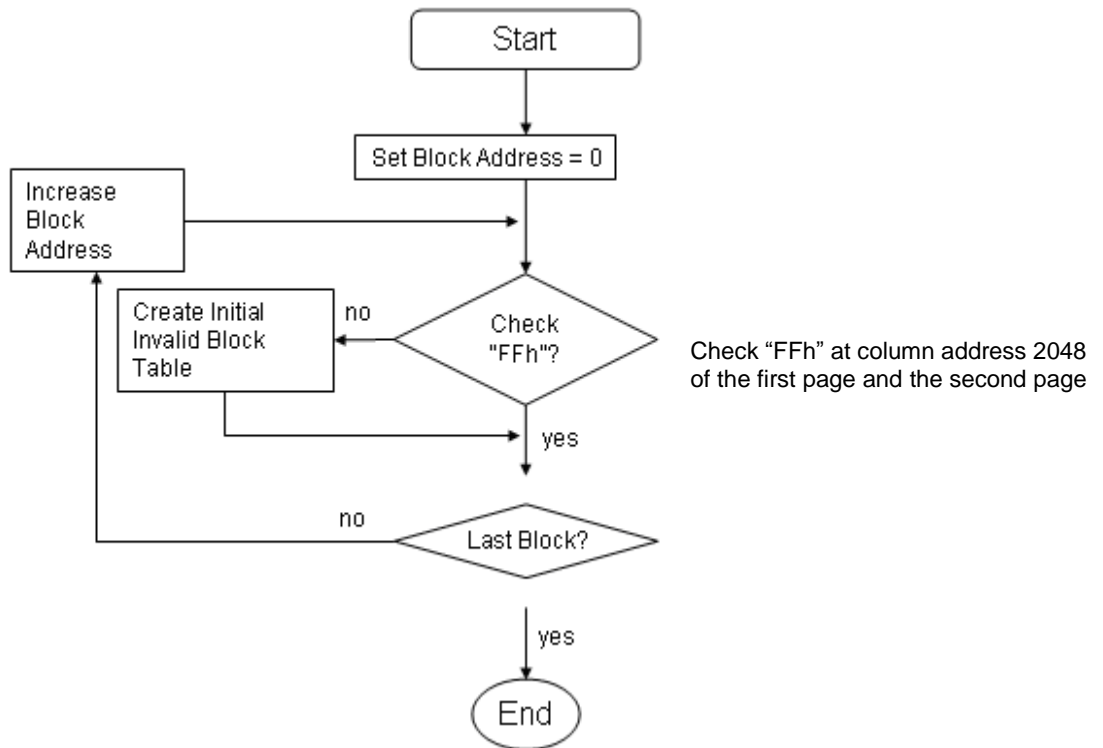 Start
Set Block Address = 0
Increase
Block
Address
Create Initial
Invalid Block
Table
no
Check
"FFh"?
Check “FFh” at column address 2048
of the first page and the second page
yes
no
Last Block?
yes
End